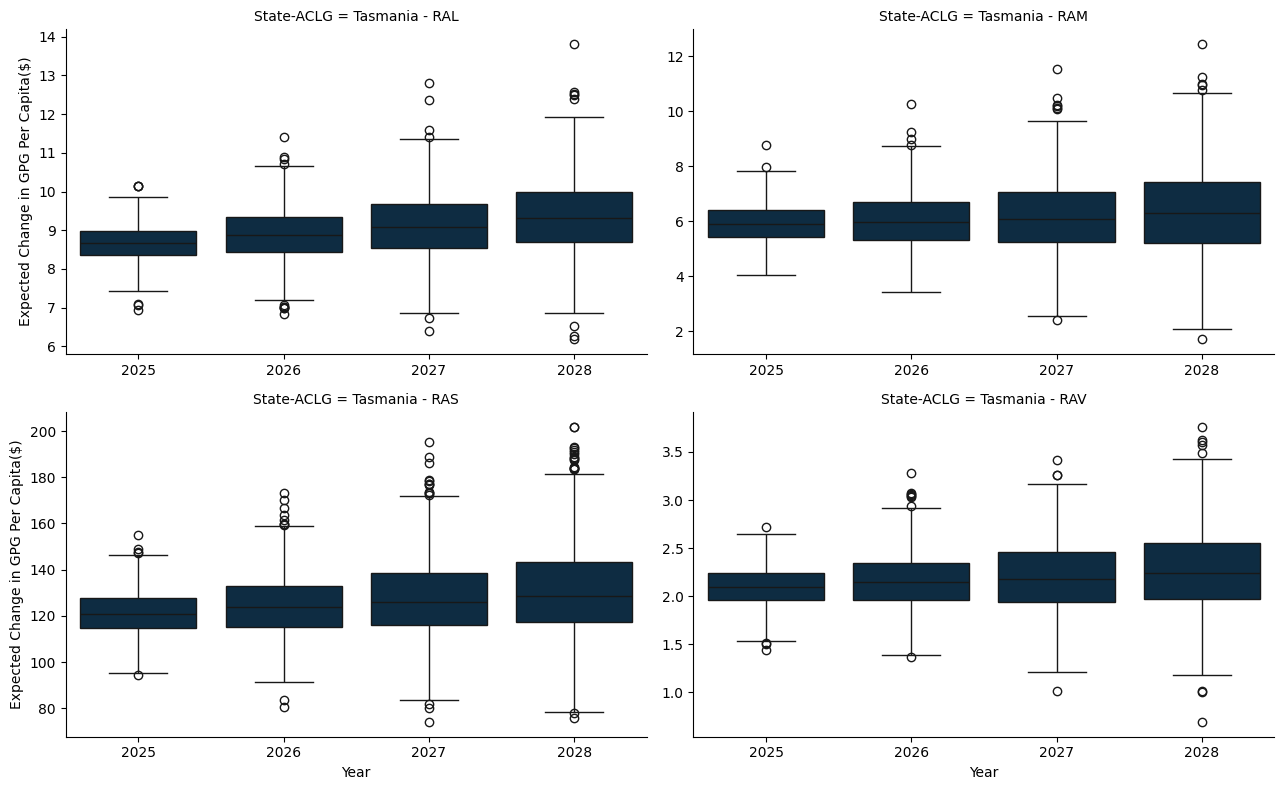 State-ACLG = Tasmania - RAL
State-ACLG = Tasmania - RAM
Expected Change in GPG Per Capita($)
14
13
12
11
10
9
8
7
6
2025 2026 2027 2028
12
10
8
6
4
2
2025 2026 2027 2028
State-ACLG = Tasmania - RAS
State-ACLG = Tasmania - RAV
Expected Change in GPG Per Capita($)
200
180
160
140
120
100
80
2025 2026 2027 2028
Year
3.5
3.0
2.5
2.0
1.5
1.0
2025 2026 2027 2028
Year